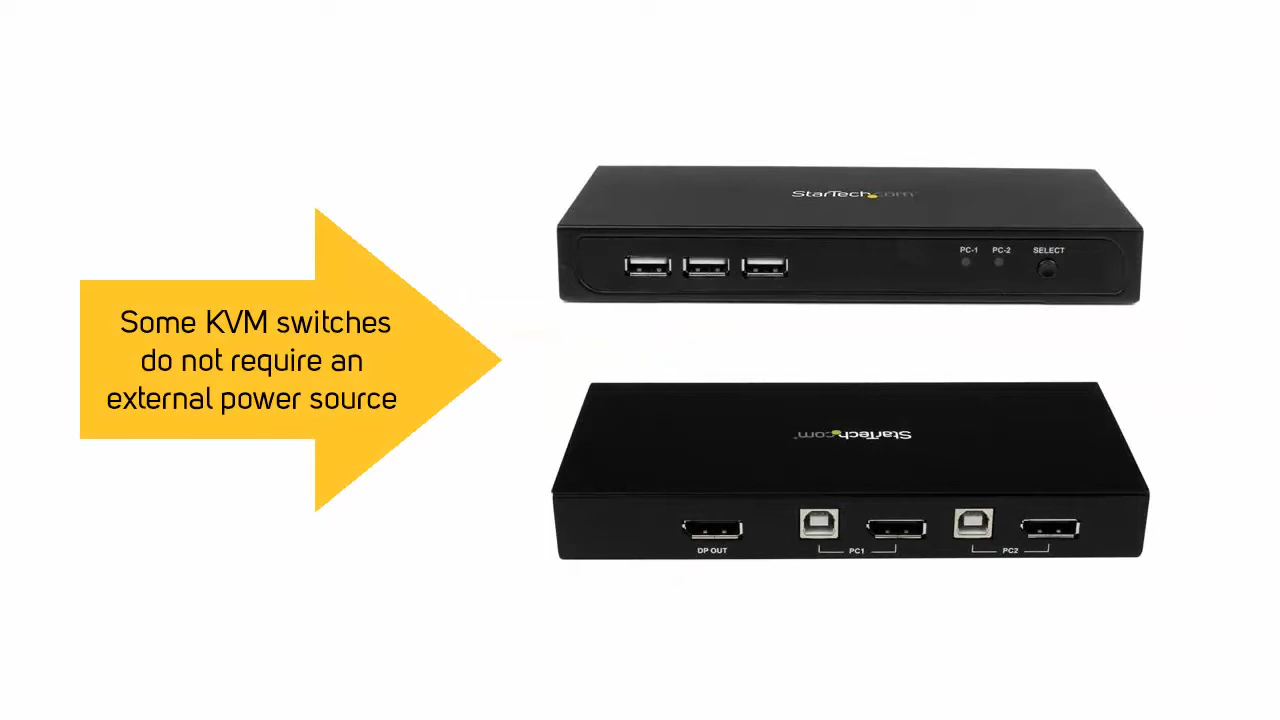 Some KVM switches
do not require an
external power source
StarTech.com
PC-1 PC-2 SELECT
StarTech.com
DP OUT PC1 PC2